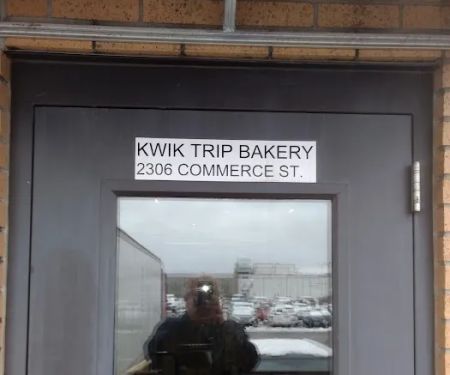 KWIK TRIP BAKERY
2306 COMMERCE ST.